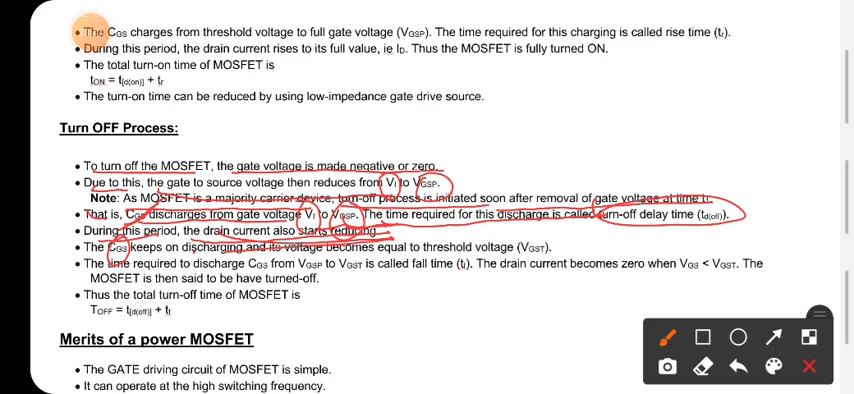 • The CGS charges from threshold voltage to full gate voltage (VGSP). The time required for this charging is called rise time (tr).
• During this period, the drain current rises to its full value, ie ID. Thus the MOSFET is fully turned ON.
• The total turn-on time of MOSFET is
tON = t[d(on)] + tr
• The turn-on time can be reduced by using low-impedance gate drive source.
Turn OFF Process:
• To turn off the MOSFET, the gate voltage is made negative or zero.
• Due to this, the gate to source voltage then reduces from VI to VGSP.
Note: As MOSFET is a majority carrier device, turn-off process is initiated soon after removal of gate voltage at time tr.
• That is, CGS discharges from gate voltage VI to VGSP. The time required for this discharge is called turn-off delay time (td(off)).
• During this period, the drain current also starts reducing.
• The CGS keeps on discharging and its voltage becomes equal to threshold voltage (VGST).
• The time required to discharge CGS from VGSP to VGST is called fall time (tf). The drain current becomes zero when VGS < VGST. The
MOSFET is then said to be have turned-off.
• Thus the total turn-off time of MOSFET is
TOFF = t[d(off)] + tf
Merits of a power MOSFET
• The GATE driving circuit of MOSFET is simple.
• It can operate at the high switching frequency.